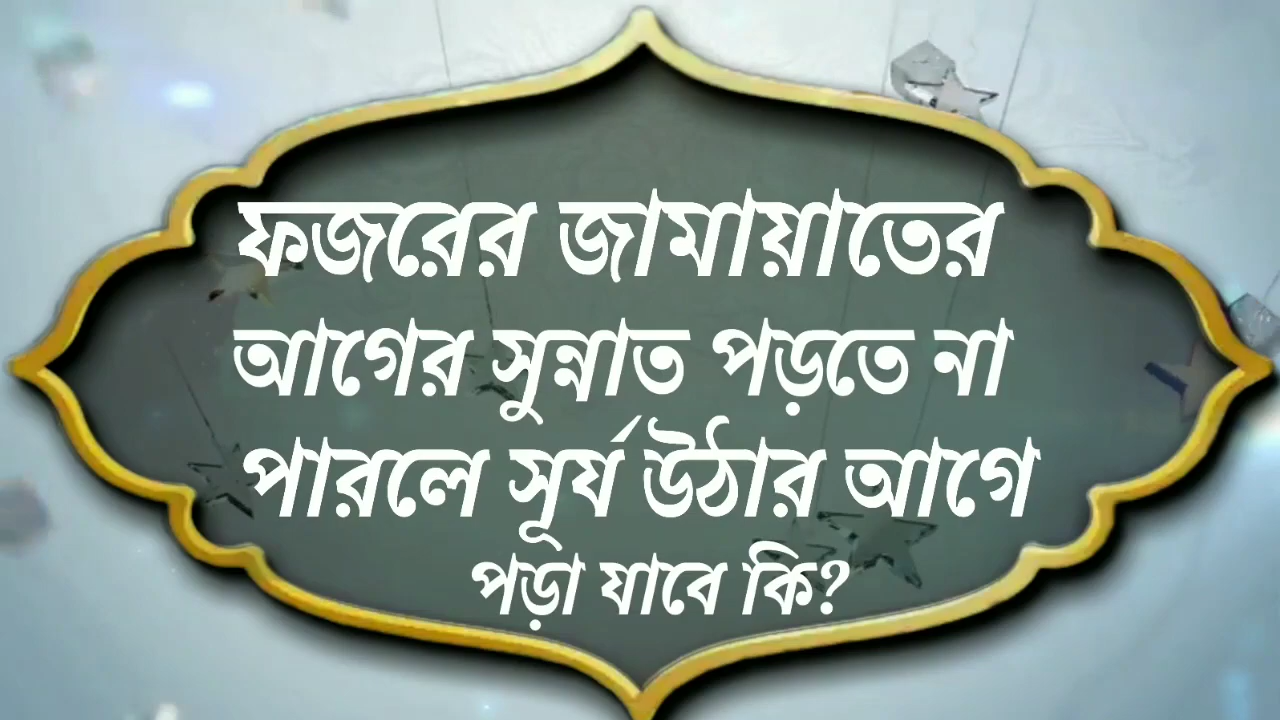 ফজরের জামায়াতের
আগের সুন্নাত পড়তে না
পারলে সূর্য উঠার আগে
পড়া যাবে কি?